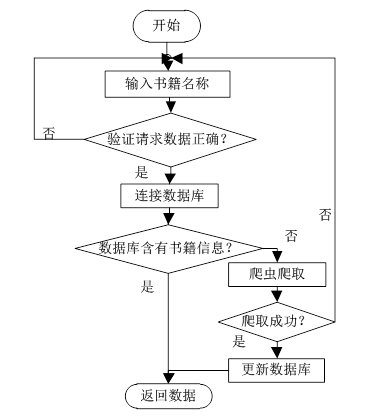 开始
输入书籍名称
否
验证请求数据正确？
是
连接数据库
否
数据库含有书籍信息？
否
爬虫爬取
是
爬取成功？
是
更新数据库
返回数据